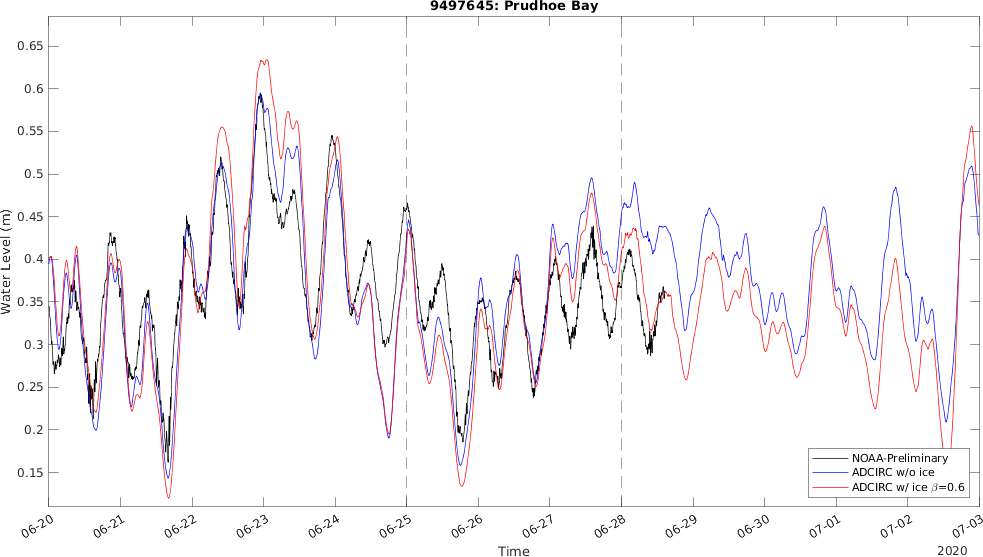 9497645: Prudhoe Bay
Water Level (m)
0.65
0.6
0.55
0.5
0.45
0.4
0.35
0.3
0.25
0.2
0.15
NOAA-Preliminary
ADCIRC w/o ice
ADCIRC w/ ice β=0.6
06-20 06-21 06-22 06-23 06-24 06-25 06-26 06-27 06-28 06-29 06-30 07-01 07-02 07-03
Time
2020